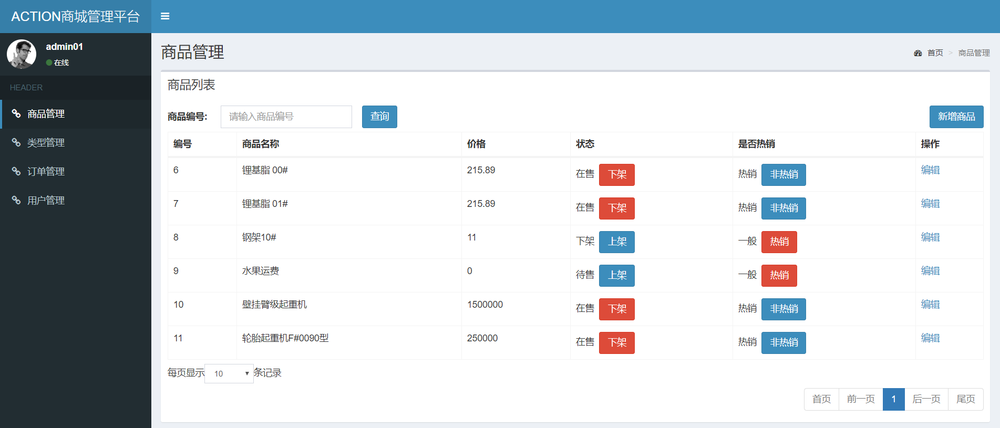 ACTION商城管理平台
admin01
在线
HEADER
商品管理
类型管理
订单管理
用户管理
商品管理
首页 > 商品管理
商品列表
商品编号: 请输入商品编号 查询 新增商品
编号 商品名称 价格 状态 是否热销 操作
6 锂基脂 00# 215.89 在售 下架 热销 非热销 编辑
7 锂基脂 01# 215.89 在售 下架 热销 非热销 编辑
8 钢架10# 11 下架 上架 一般 热销 编辑
9 水果运费 0 待售 上架 一般 热销 编辑
10 壁挂臂级起重机 1500000 在售 下架 热销 非热销 编辑
11 轮胎起重机F#0090型 250000 在售 下架 热销 非热销 编辑
每页显示 10 条记录
首页 前一页 1 后一页 尾页